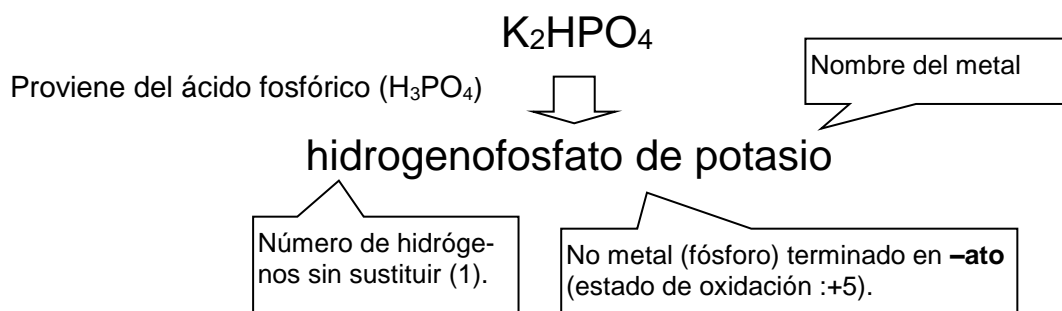 K₂HPO₄
Nombre del metal
Proviene del ácido fosfórico (H₃PO₄)
hidrogenofosfato de potasio
Número de hidróge-
nos sin sustituir (1).
No metal (fósforo) terminado en –ato
(estado de oxidación :+5).